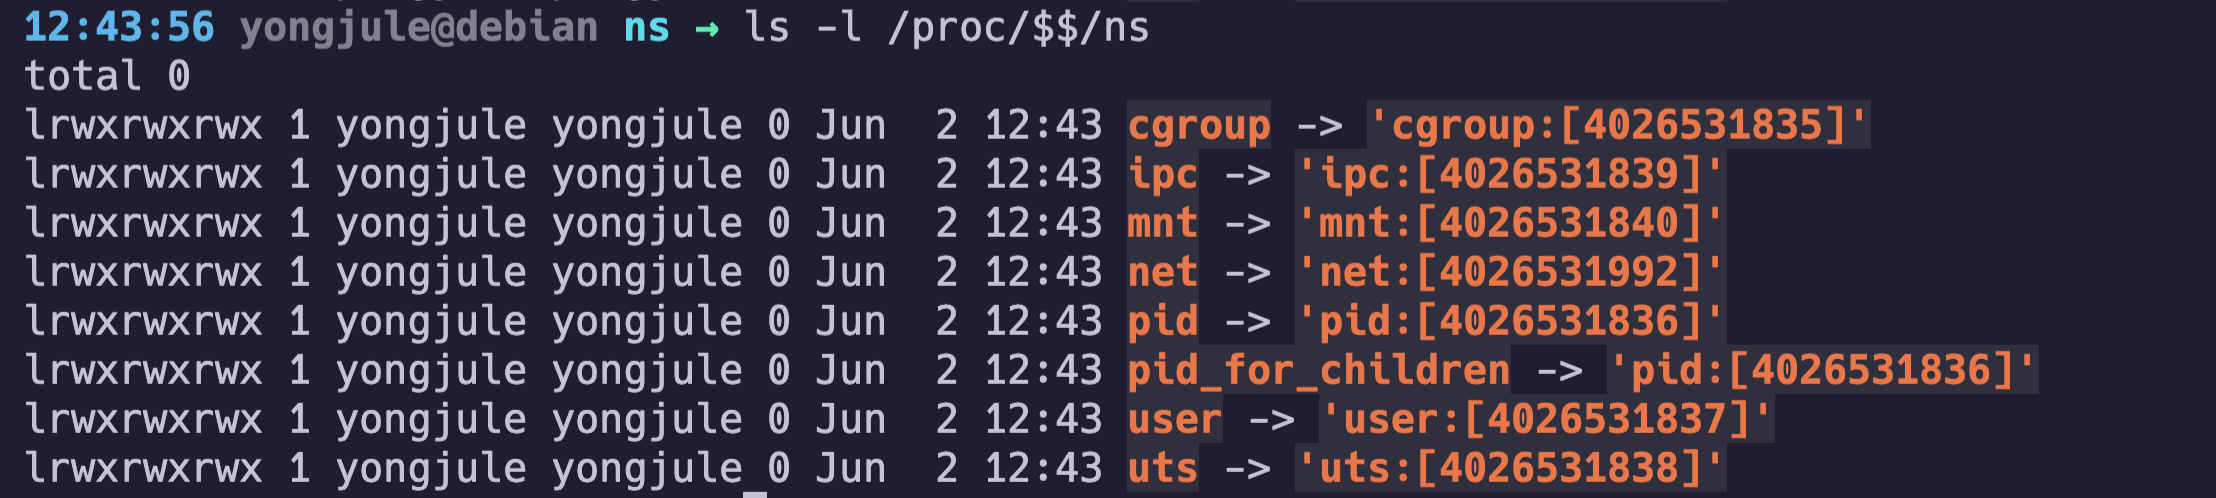 12:43:56 yongjule@debian ns → ls -l /proc/$$/ns
total 0
lrwxrwxrwx 1 yongjule yongjule 0 Jun  2 12:43 cgroup -> 'cgroup:[4026531835]'
lrwxrwxrwx 1 yongjule yongjule 0 Jun  2 12:43 ipc -> 'ipc:[4026531839]'
lrwxrwxrwx 1 yongjule yongjule 0 Jun  2 12:43 mnt -> 'mnt:[4026531840]'
lrwxrwxrwx 1 yongjule yongjule 0 Jun  2 12:43 net -> 'net:[4026531992]'
lrwxrwxrwx 1 yongjule yongjule 0 Jun  2 12:43 pid -> 'pid:[4026531836]'
lrwxrwxrwx 1 yongjule yongjule 0 Jun  2 12:43 pid_for_children -> 'pid:[4026531836]'
lrwxrwxrwx 1 yongjule yongjule 0 Jun  2 12:43 user -> 'user:[4026531837]'
lrwxrwxrwx 1 yongjule yongjule 0 Jun  2 12:43 uts -> 'uts:[4026531838]'